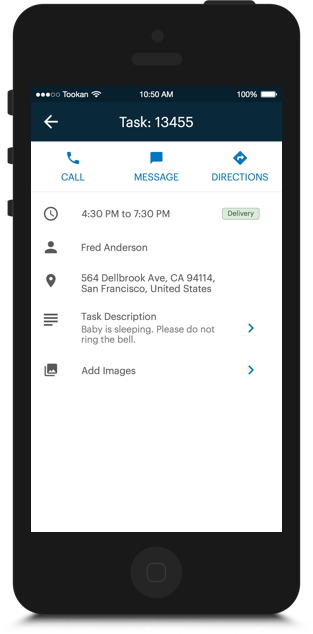 Tookan 10:50 AM 100%
Task: 13455
CALL MESSAGE DIRECTIONS
4:30 PM to 7:30 PM Delivery
Fred Anderson
564 Dellbrook Ave, CA 94114,
San Francisco, United States
Task Description
Baby is sleeping. Please do not
ring the bell.
Add Images